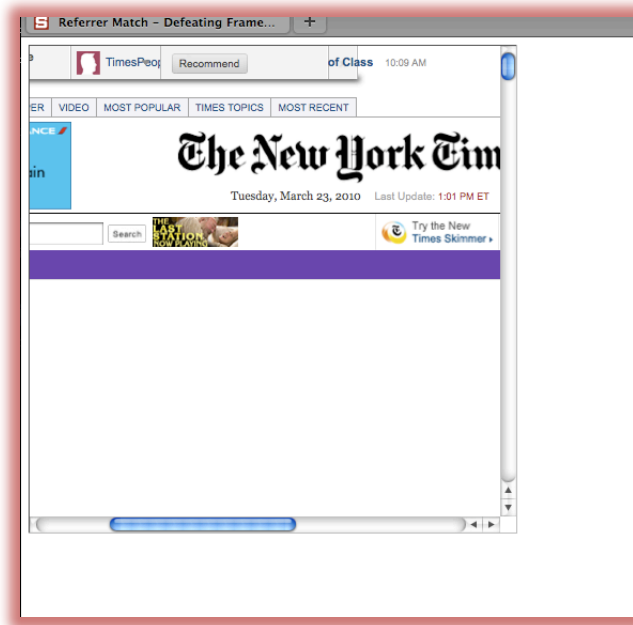 S Referrer Match – Defeating Frame... +
TimesPeop Recommend of Class 10:09 AM
ER VIDEO MOST POPULAR TIMES TOPICS MOST RECENT
NCE
ain
The New York Tim
Tuesday, March 23, 2010 Last Update: 1:01 PM ET
Search THE LAST STATION NOW PLAYING Try the New
Times Skimmer